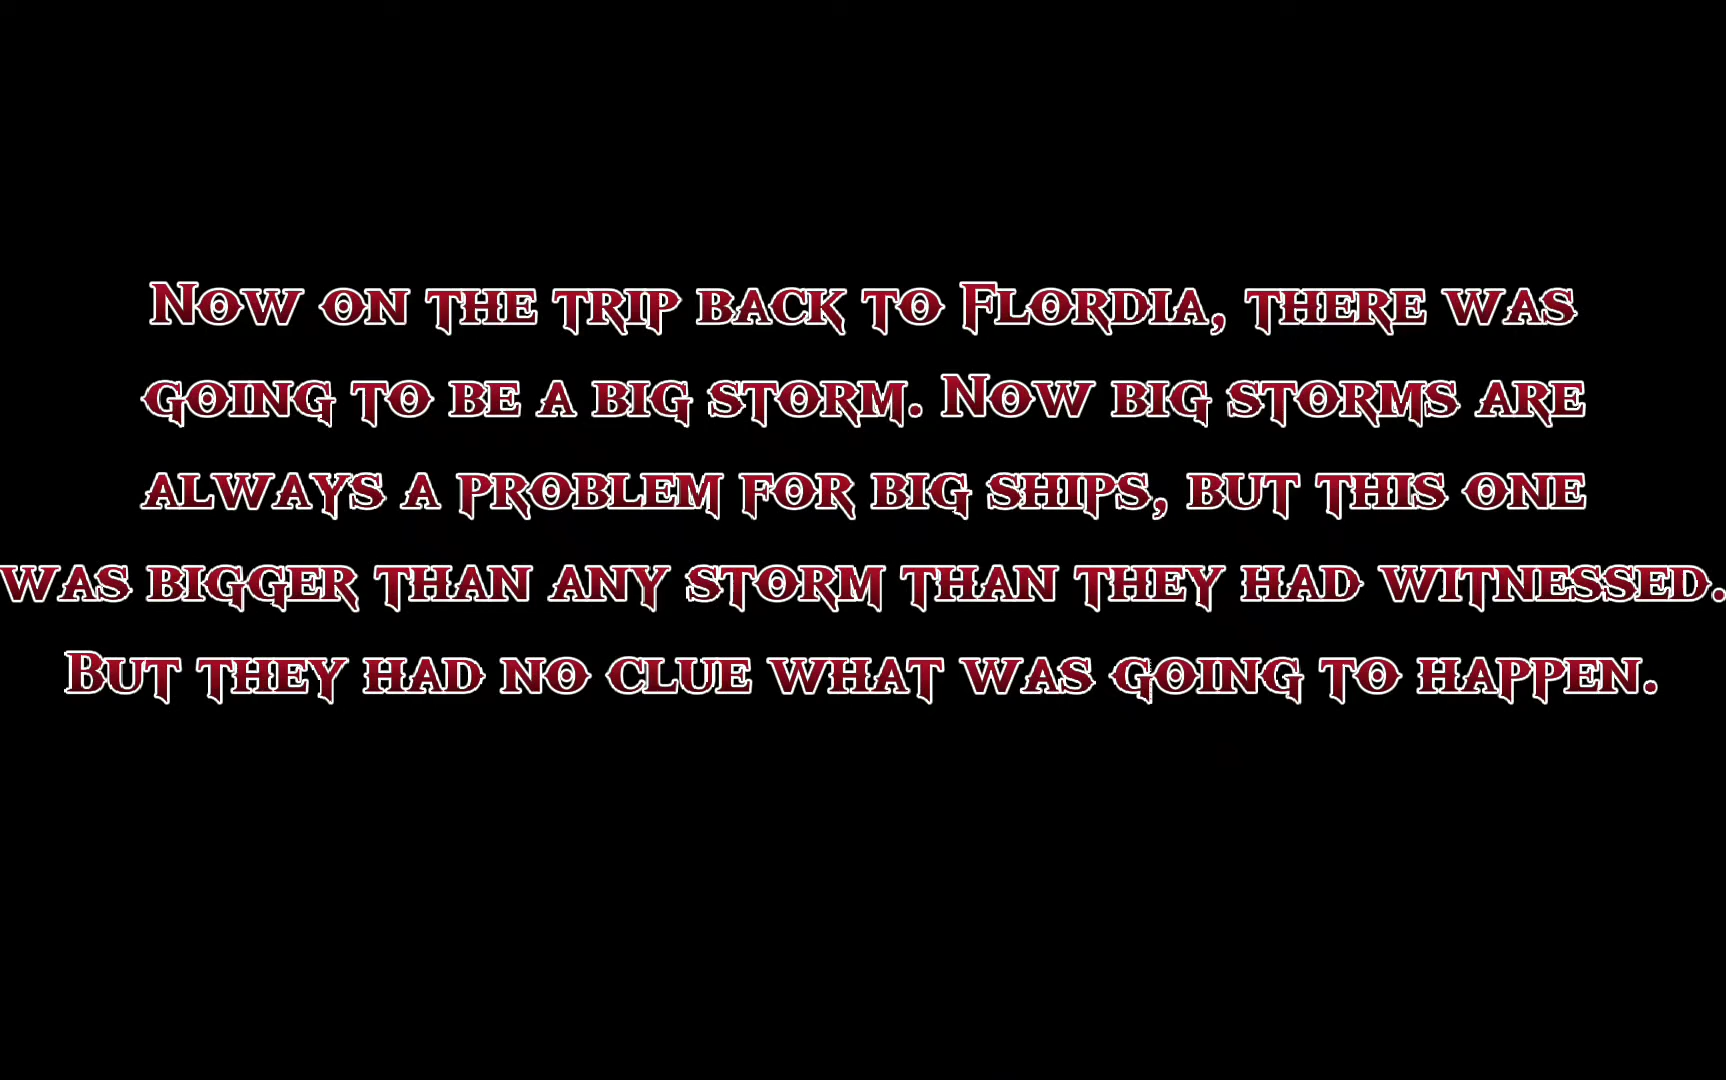 Now on the trip back to Flordia, there was
going to be a big storm. Now big storms are
always a problem for big ships, but this one
was bigger than any storm than they had witnessed.
But they had no clue what was going to happen.